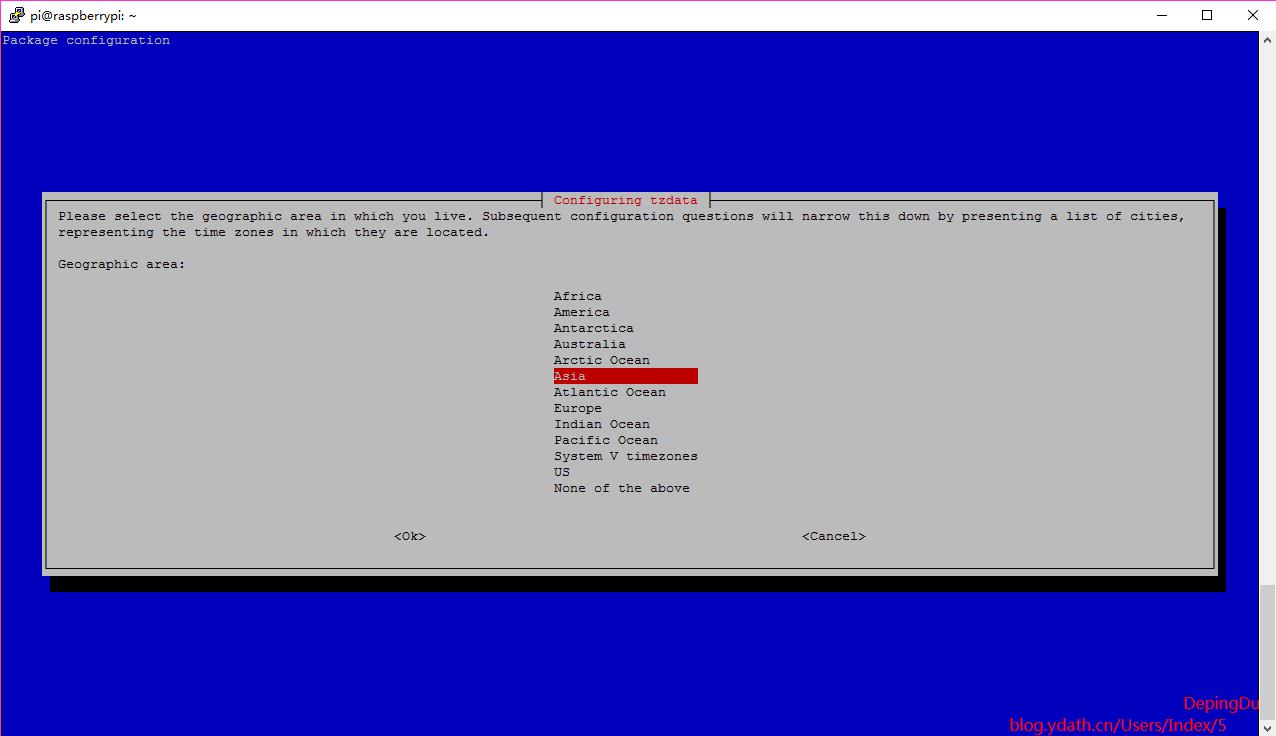 pi@raspberrypi: ~
Package configuration
Configuring tzdata
Please select the geographic area in which you live. Subsequent configuration questions will narrow this down by presenting a list of cities,
representing the time zones in which they are located.
Geographic area:
Africa
America
Antarctica
Australia
Arctic Ocean
Asia
Atlantic Ocean
Europe
Indian Ocean
Pacific Ocean
System V timezones
US
None of the above
<Ok> <Cancel>
DepingDu
blog.ydath.cn/Users/Index/5